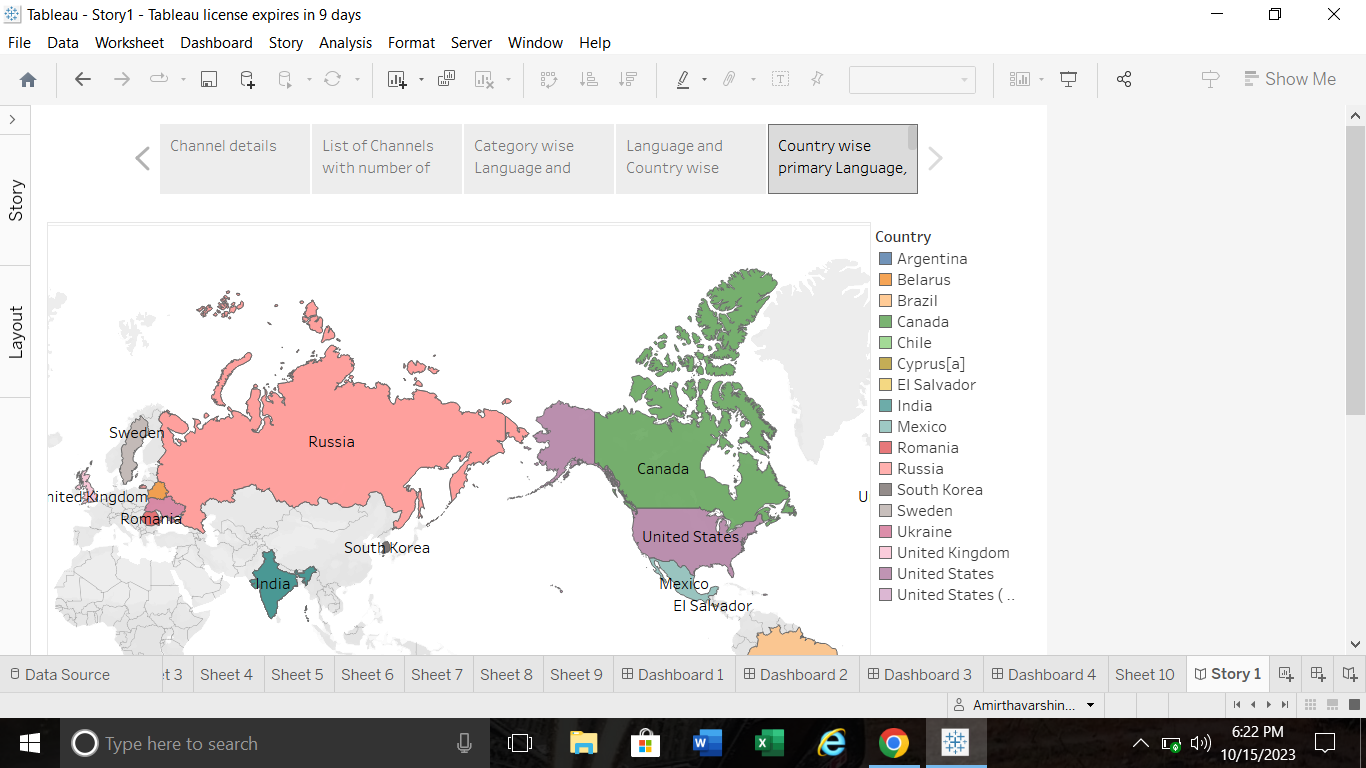 Tableau - Story1 - Tableau license expires in 9 days
File Data Worksheet Dashboard Story Analysis Format Server Window Help
Show Me
Story
Layout
Channel details
List of Channels
with number of
Category wise
Language and
Language and
Country wise
Country wise
primary Language,
Sweden
Russia
nited Kingdom
Romania
South Korea
India
Canada
United States
Mexico
El Salvador
U
Country
Argentina
Belarus
Brazil
Canada
Chile
Cyprus[a]
El Salvador
India
Mexico
Romania
Russia
South Korea
Sweden
Ukraine
United Kingdom
United States
United States ( ..
Data Source
t 3 Sheet 4 Sheet 5 Sheet 6 Sheet 7 Sheet 8 Sheet 9 Dashboard 1 Dashboard 2 Dashboard 3 Dashboard 4 Sheet 10 Story 1
Amirthavarshin...
Type here to search
6:22 PM
10/15/2023